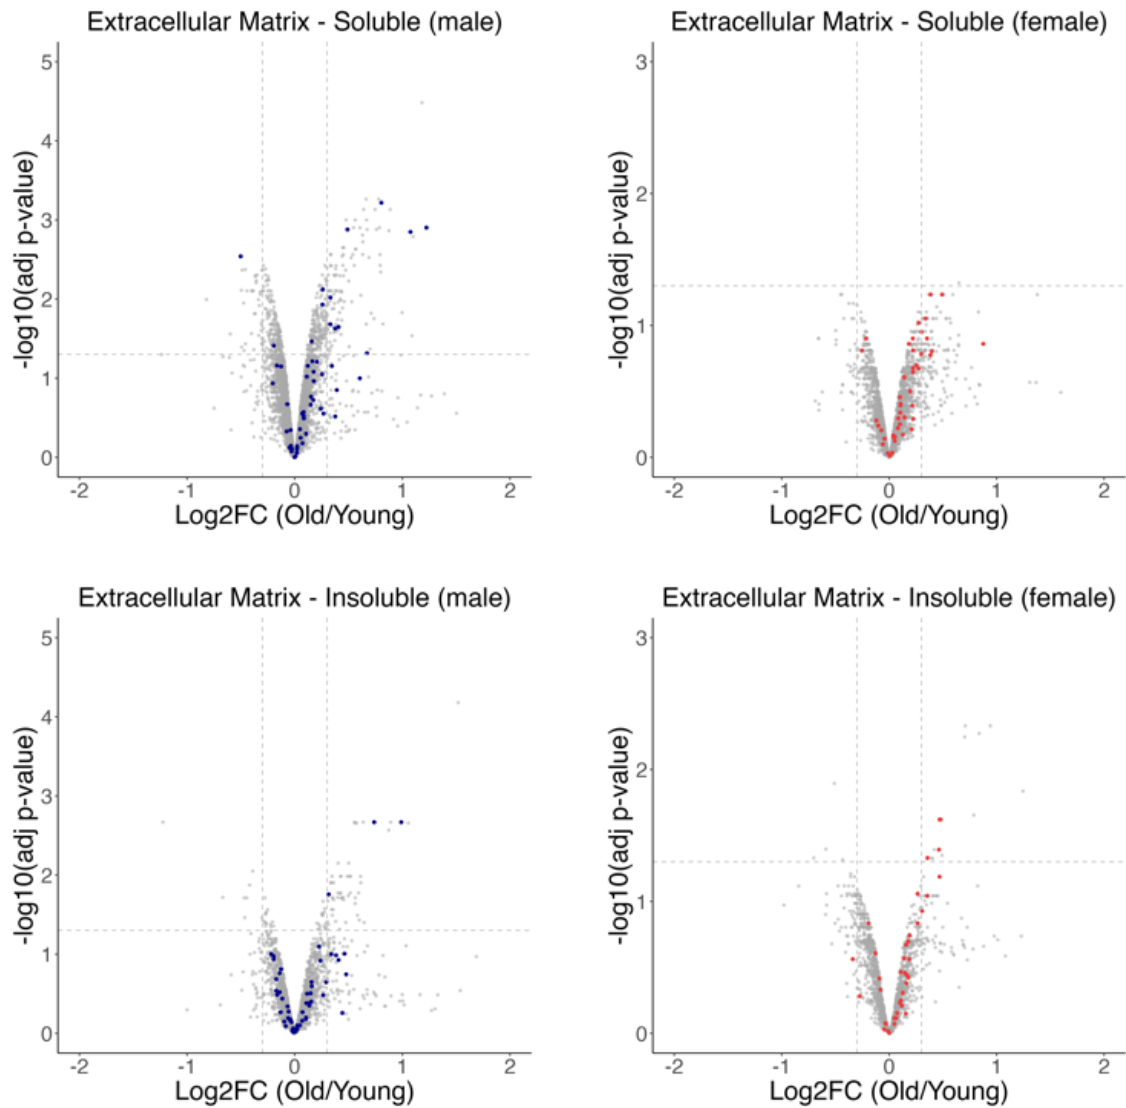 Extracellular Matrix - Soluble (male)
5
4
3
2
1
0
-log10(adj p-value)
-2 -1 0 1 2
Log2FC (Old/Young)
Extracellular Matrix - Soluble (female)
3
2
1
0
-log10(adj p-value)
-2 -1 0 1 2
Log2FC (Old/Young)
Extracellular Matrix - Insoluble (male)
5
4
3
2
1
0
-log10(adj p-value)
-2 -1 0 1 2
Log2FC (Old/Young)
Extracellular Matrix - Insoluble (female)
3
2
1
0
-log10(adj p-value)
-2 -1 0 1 2
Log2FC (Old/Young)